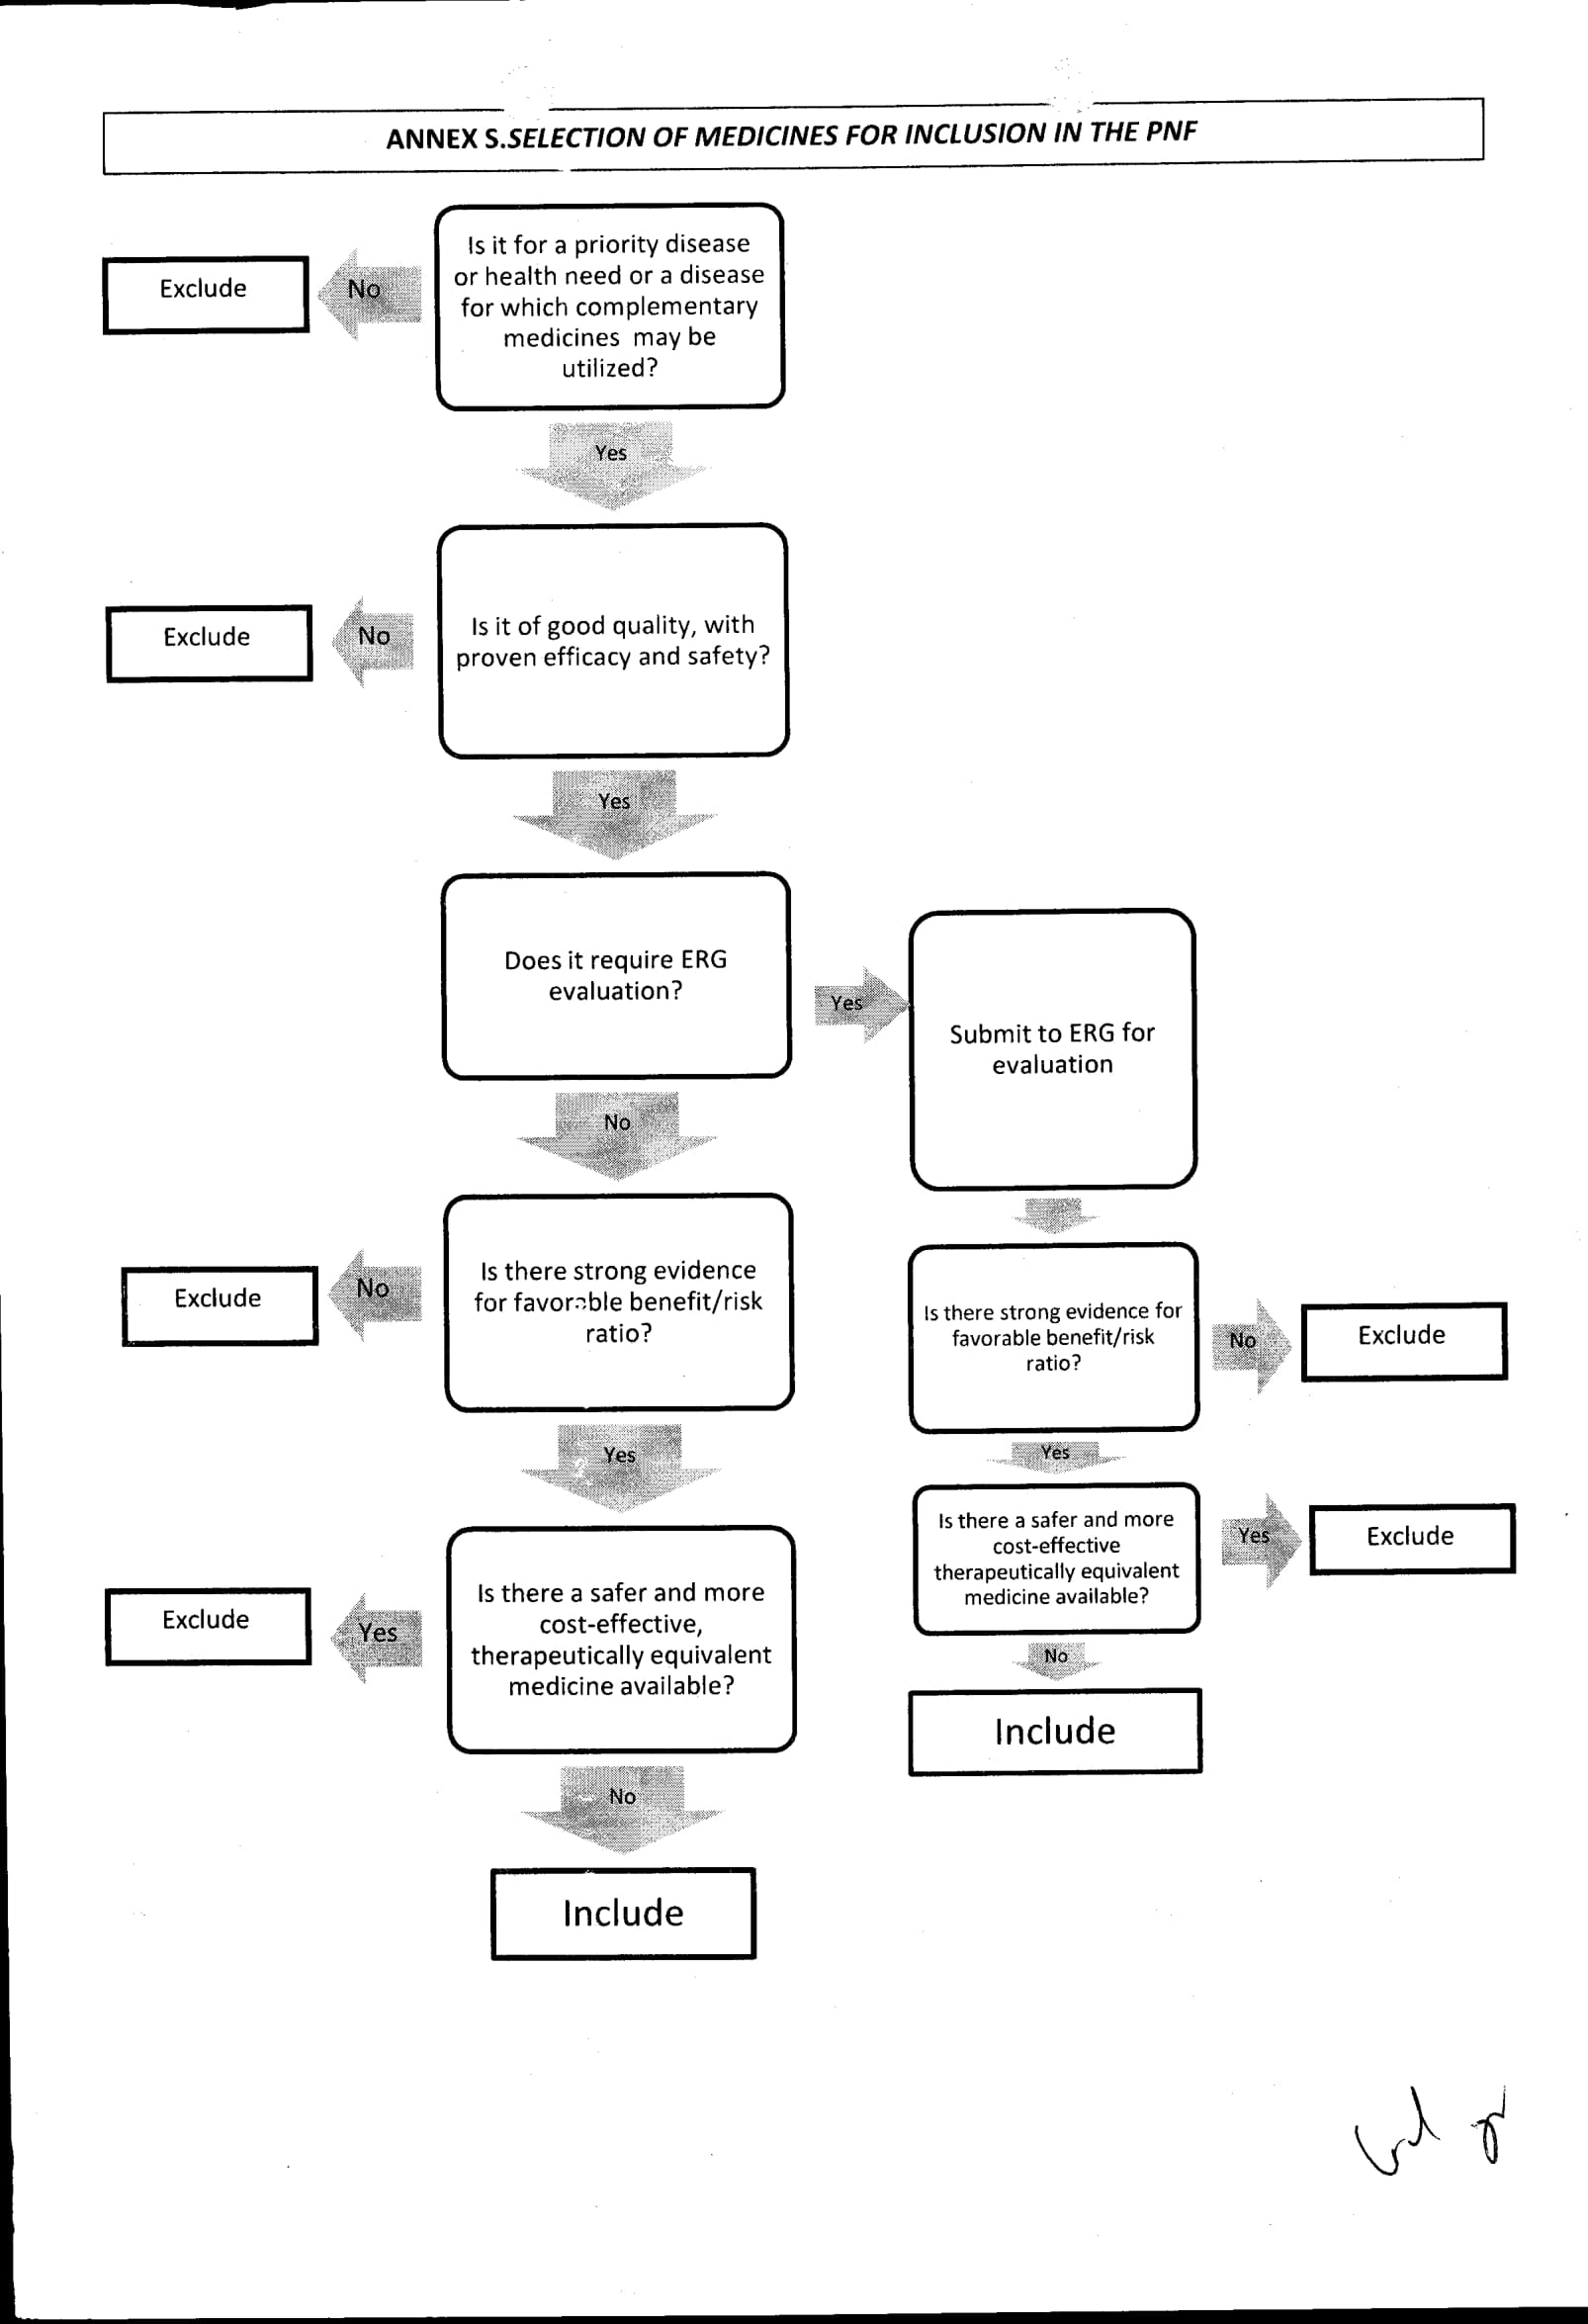 ANNEX S.SELECTION OF MEDICINES FOR INCLUSION IN THE PNF
Is it for a priority disease
or health need or a disease
for which complementary
medicines may be
utilized?
No
Exclude
Yes
Is it of good quality, with
proven efficacy and safety?
No
Exclude
Yes
Does it require ERG
evaluation?
Yes
Submit to ERG for
evaluation
No
Is there strong evidence
for favorable benefit/risk
ratio?
No
Exclude
Yes
Is there a safer and more
cost-effective,
therapeutically equivalent
medicine available?
Yes
Exclude
No
Include
Is there strong evidence for
favorable benefit/risk
ratio?
No
Exclude
Yes
Is there a safer and more
cost-effective
therapeutically equivalent
medicine available?
Yes
Exclude
No
Include